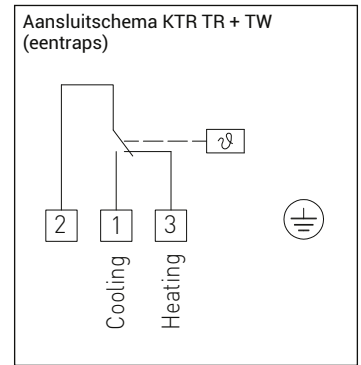 Aansluitschema KTR TR + TW
(eentraps)
ϑ
2 1 3
Cooling
Heating